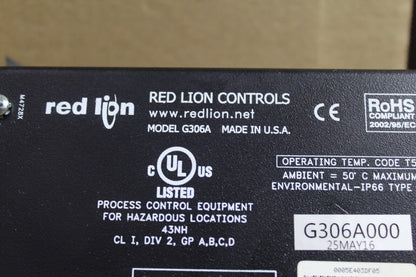 M472BX
red lion
RED LION CONTROLS
www.redlion.net
MODEL G306A MADE IN U.S.A.
CE
RoHS
COMPLIANT
2002/95/EC
C UL US
LISTED
PROCESS CONTROL EQUIPMENT
FOR HAZARDOUS LOCATIONS
43NH
CL I, DIV 2, GP A,B,C,D
OPERATING TEMP. CODE T5
AMBIENT = 50° C MAXIMUM
ENVIRONMENTAL-IP66 TYPE
G306A000
25MAY16
0005E403DF05